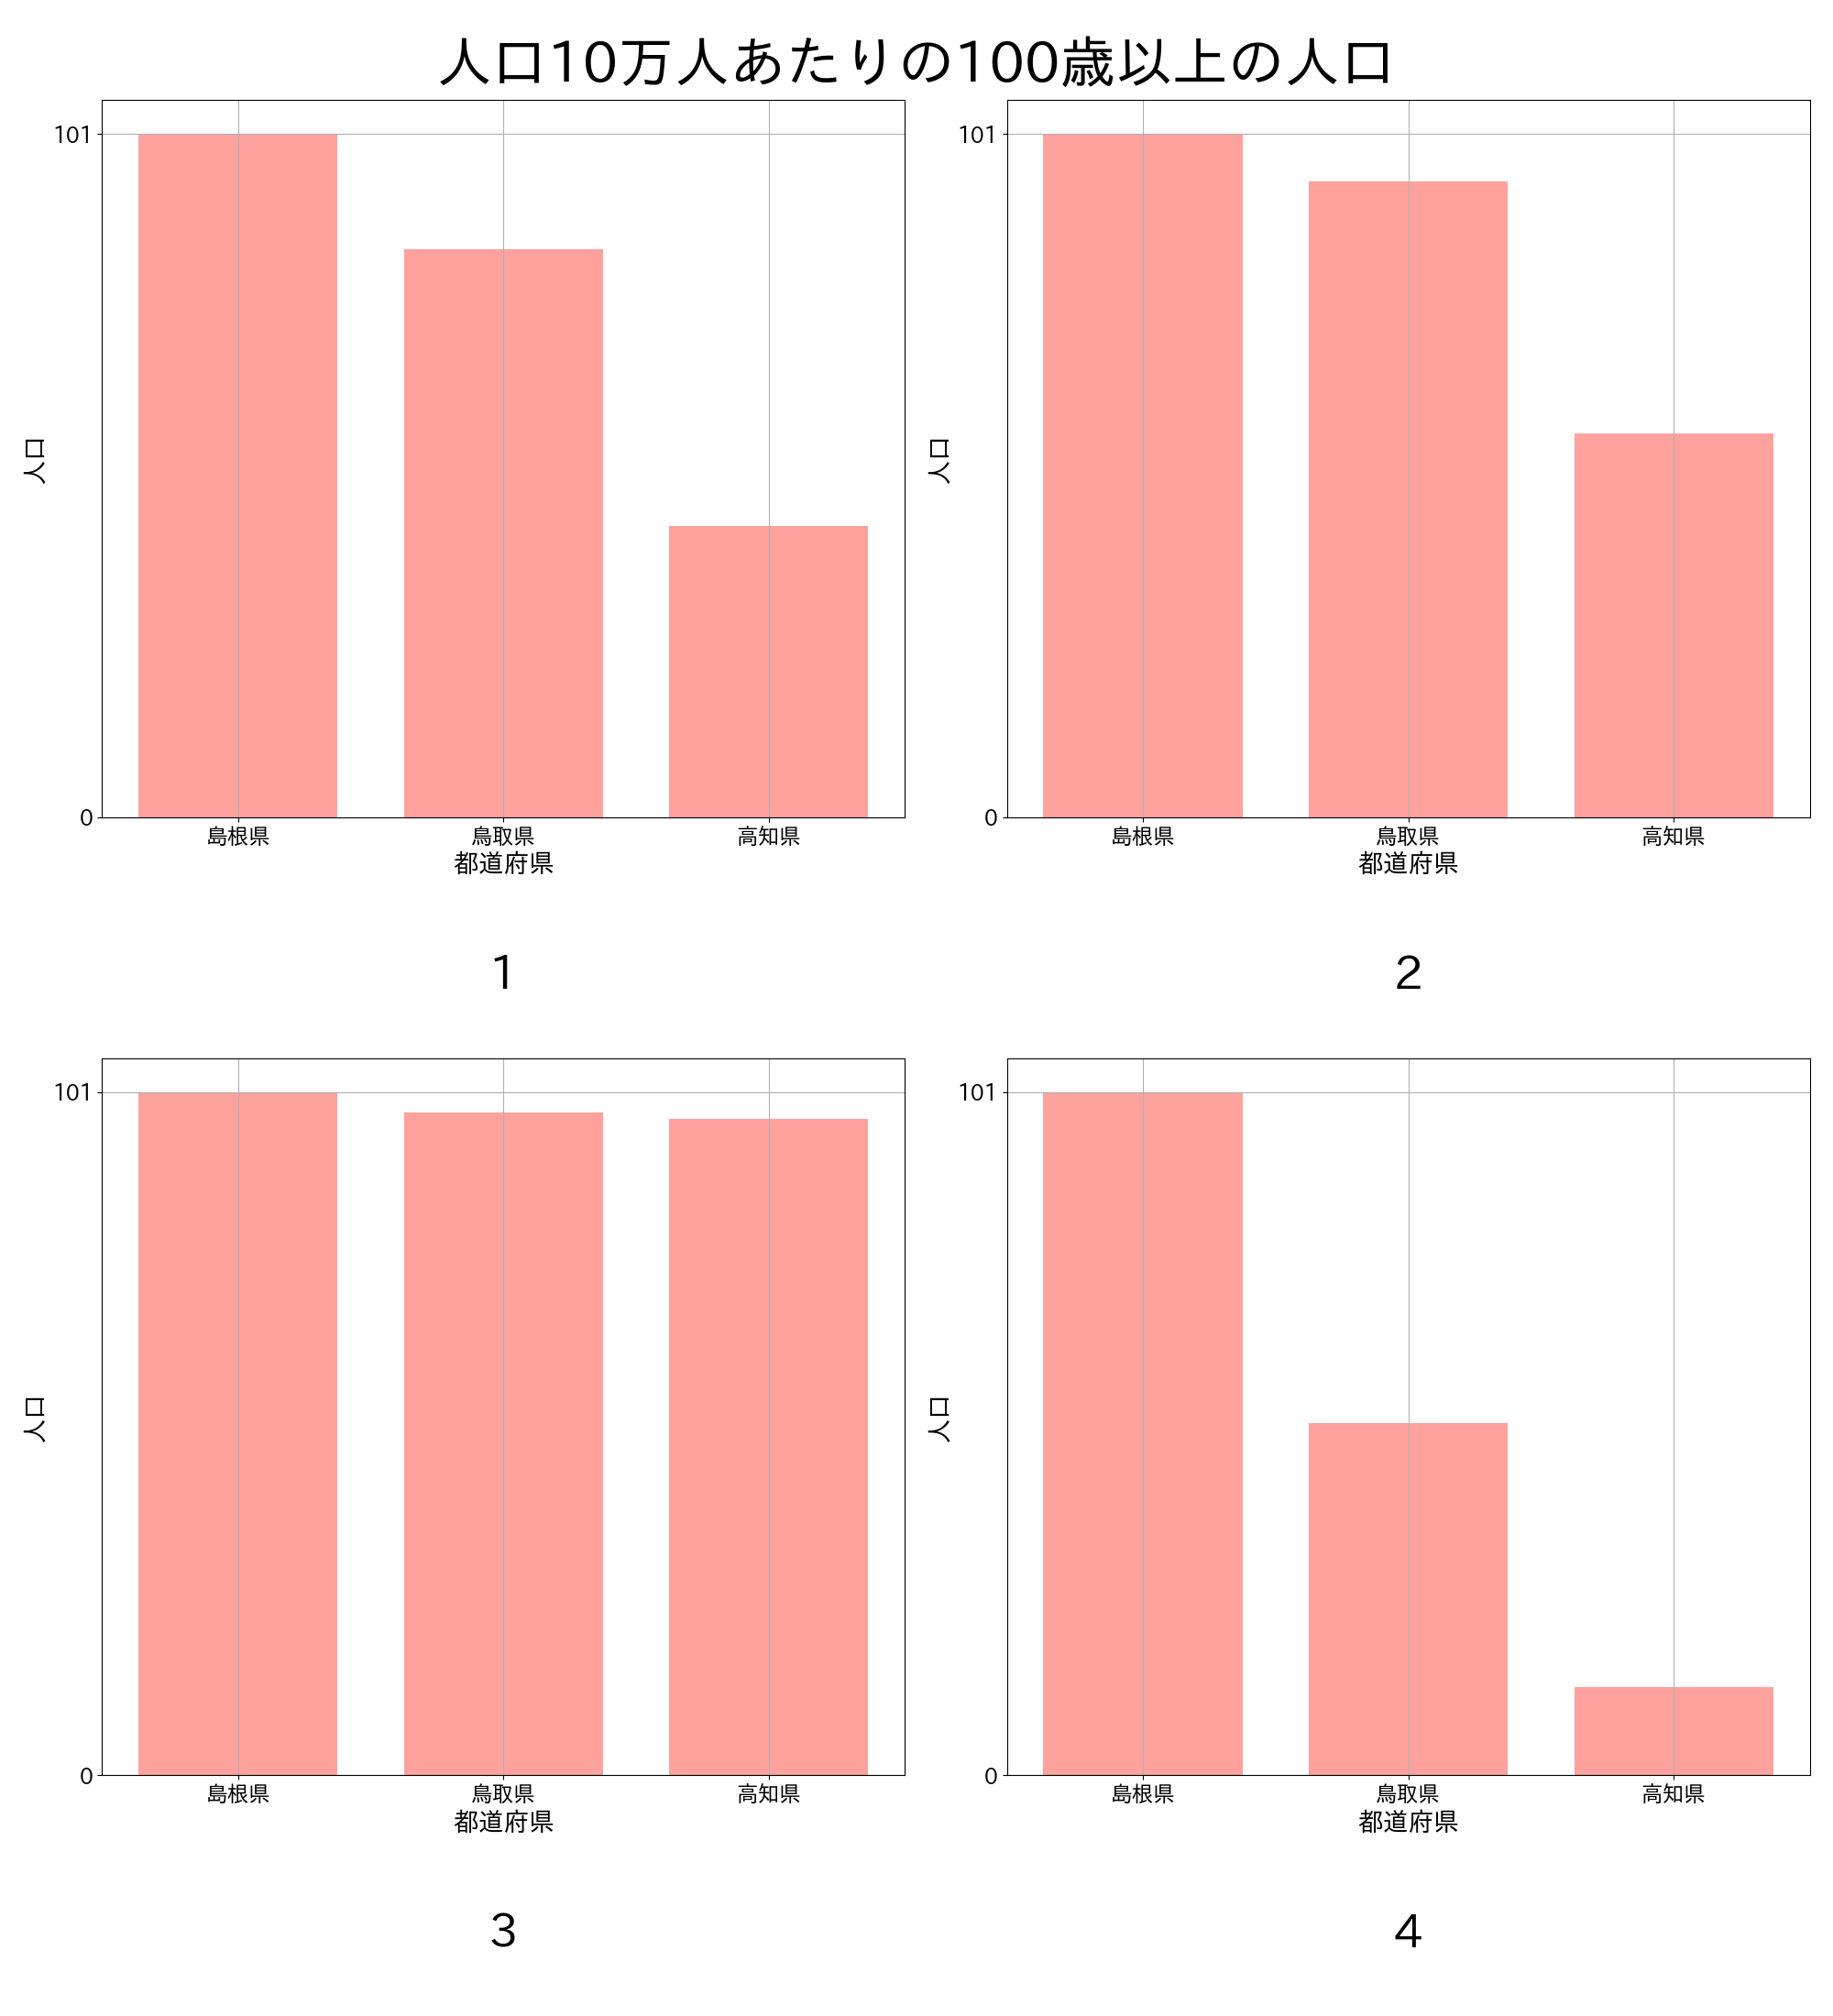 人口10万人あたりの100歳以上の人口
101
0
人口
島根県 鳥取県 高知県
都道府県
1
101
0
人口
島根県 鳥取県 高知県
都道府県
2
101
0
人口
島根県 鳥取県 高知県
都道府県
3
101
0
人口
島根県 鳥取県 高知県
都道府県
4